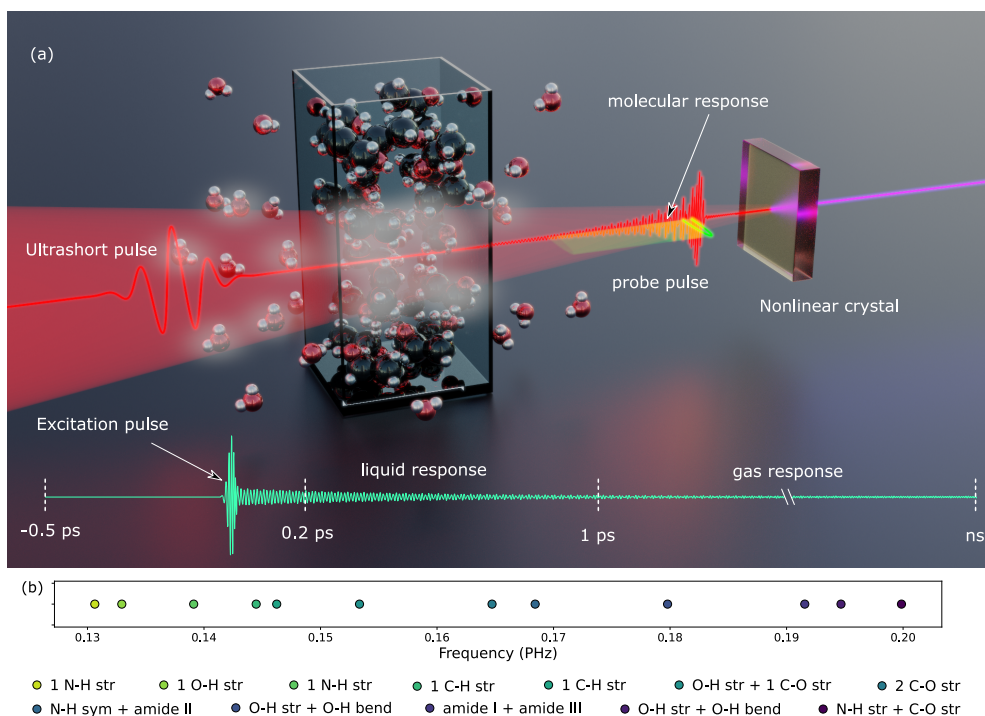 (a)
molecular response
Ultrashort pulse
probe pulse
Nonlinear crystal
Excitation pulse
liquid response
gas response
-0.5 ps
0.2 ps
1 ps
ns
(b)
0.13 0.14 0.15 0.16 0.17 0.18 0.19 0.20
Frequency (PHz)
1 N-H str 1 O-H str 1 N-H str 1 C-H str 1 C-H str O-H str + 1 C-O str 2 C-O str
N-H sym + amide II O-H str + O-H bend amide I + amide III O-H str + O-H bend N-H str + C-O str